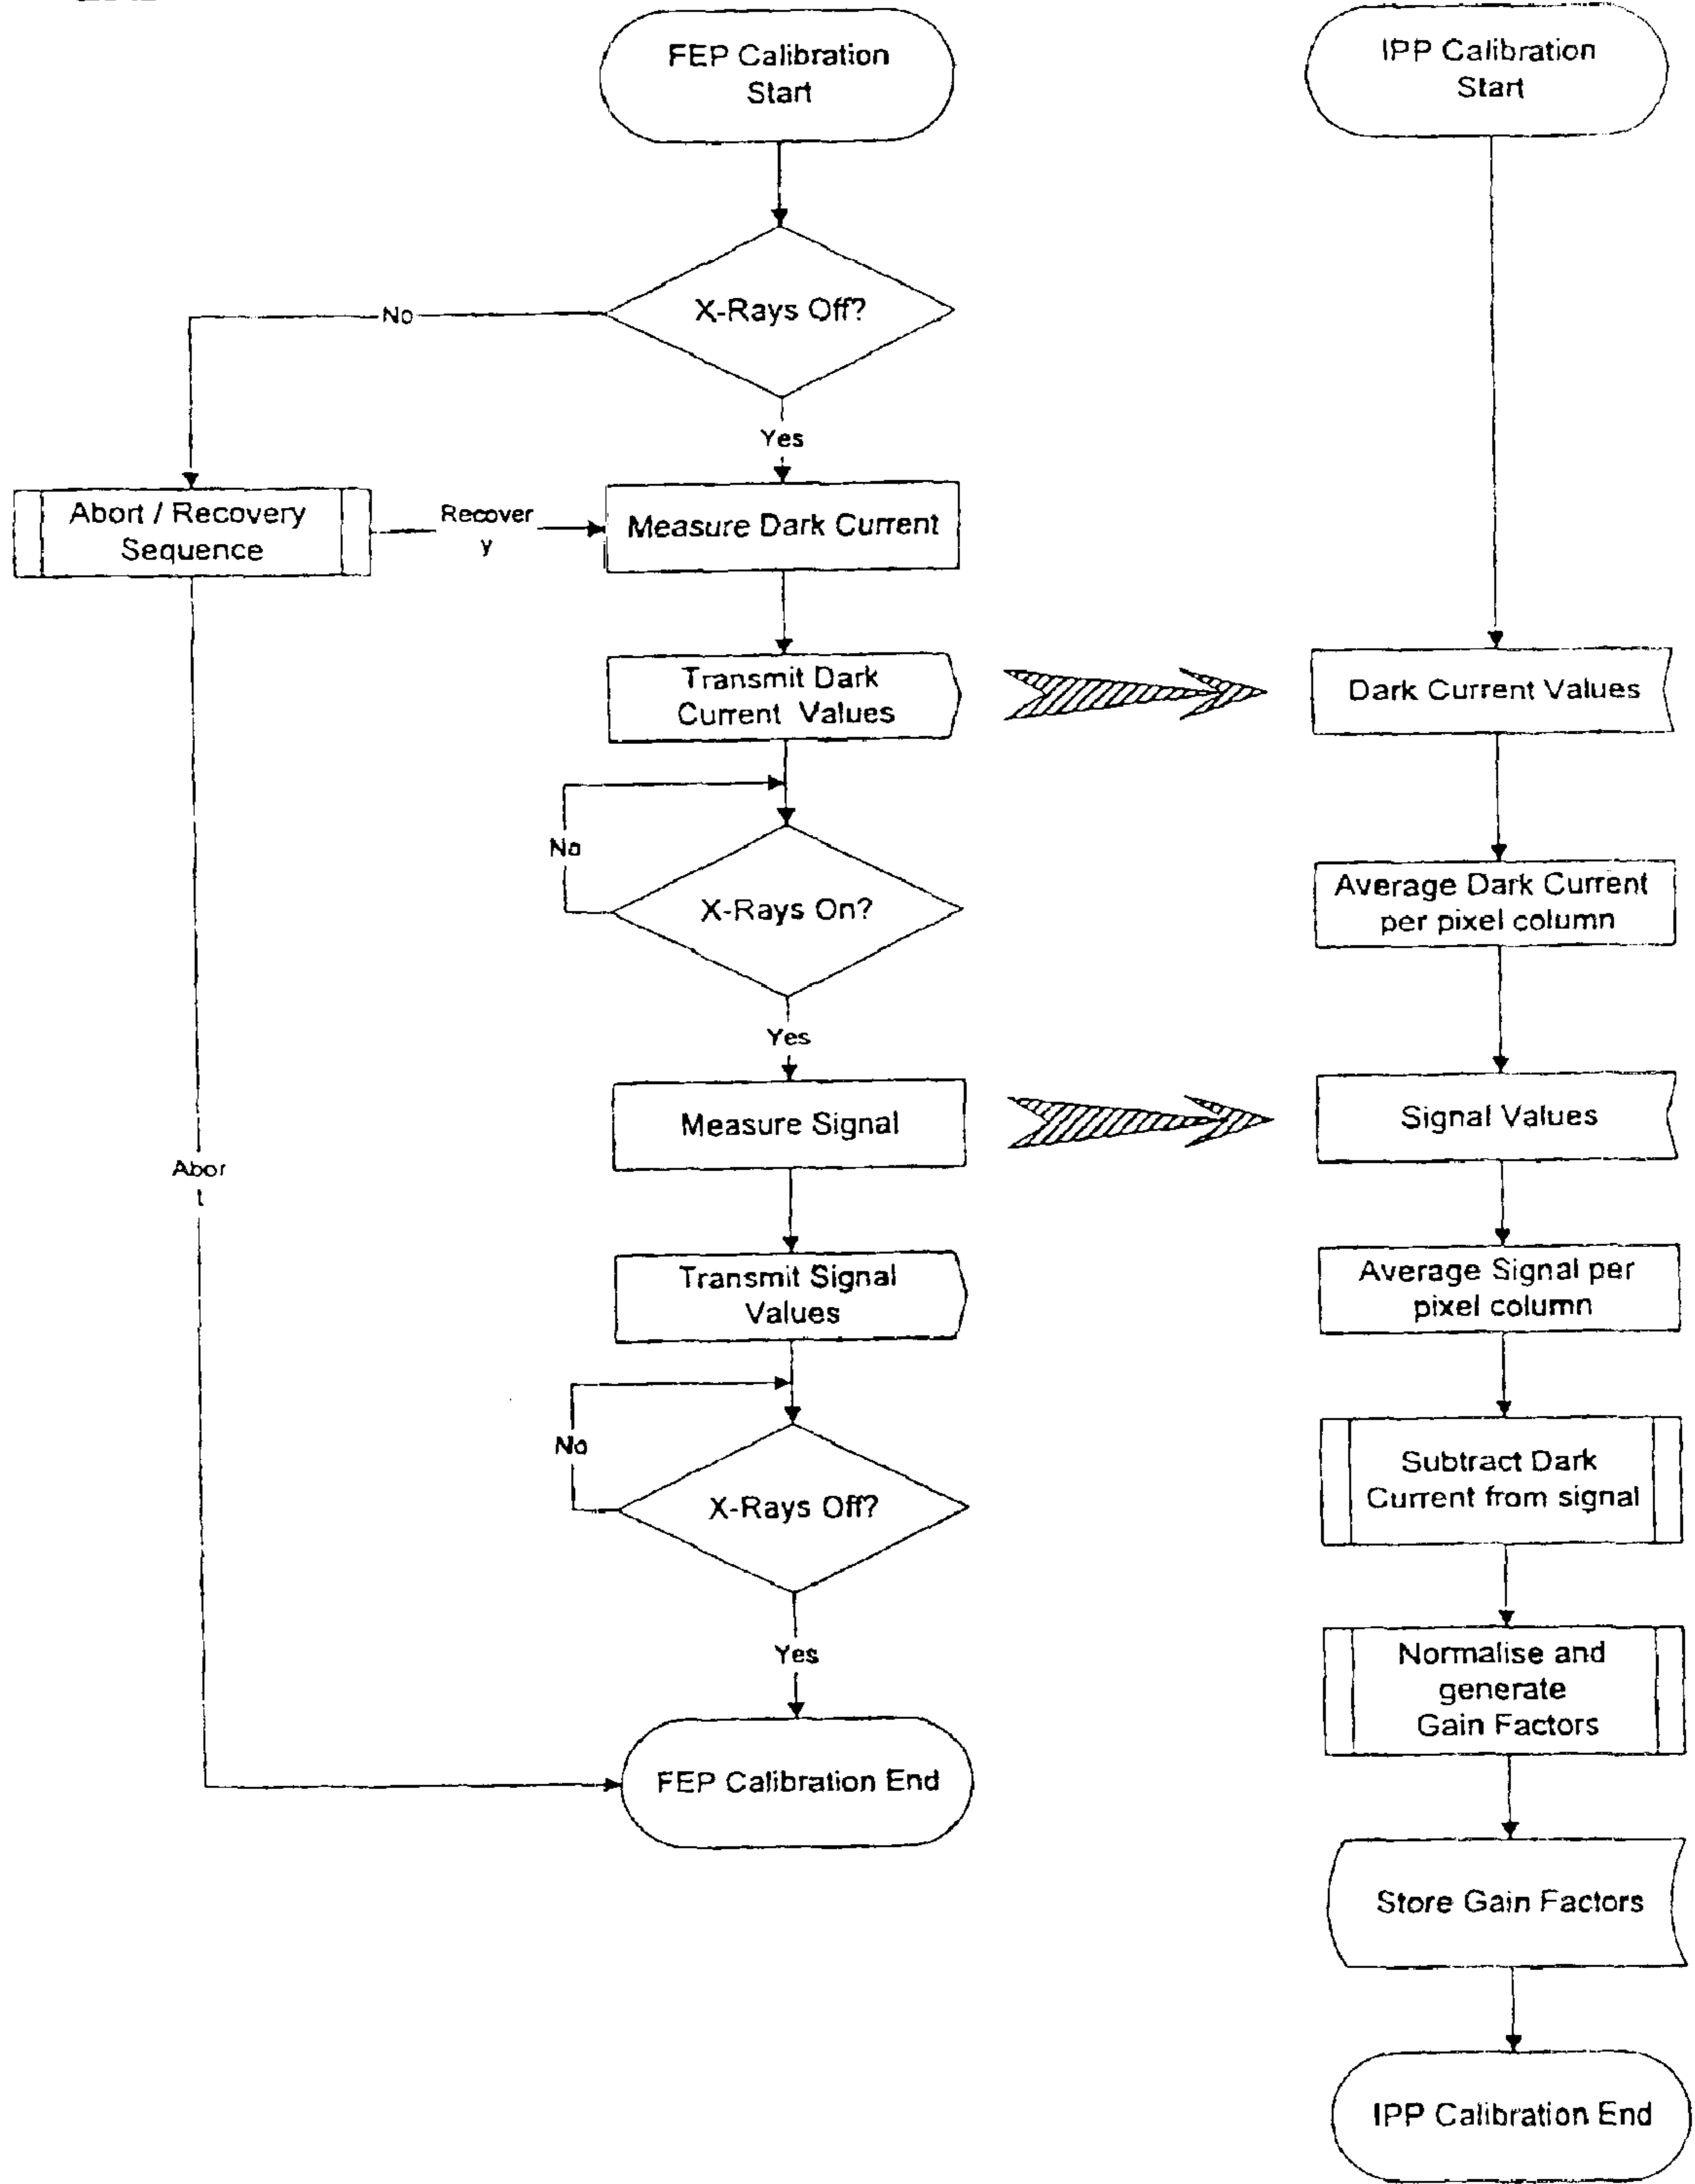 FEP Calibration
Start
No
X-Rays Off?
Yes
Abort / Recovery
Sequence
Recover
y
Measure Dark Current
Transmit Dark
Current Values
No
X-Rays On?
Yes
Measure Signal
Abor
t
Transmit Signal
Values
No
X-Rays Off?
Yes
FEP Calibration End
IPP Calibration
Start
Dark Current Values
Average Dark Current
per pixel column
Signal Values
Average Signal per
pixel column
Subtract Dark
Current from signal
Normalise and
generate
Gain Factors
Store Gain Factors
IPP Calibration End